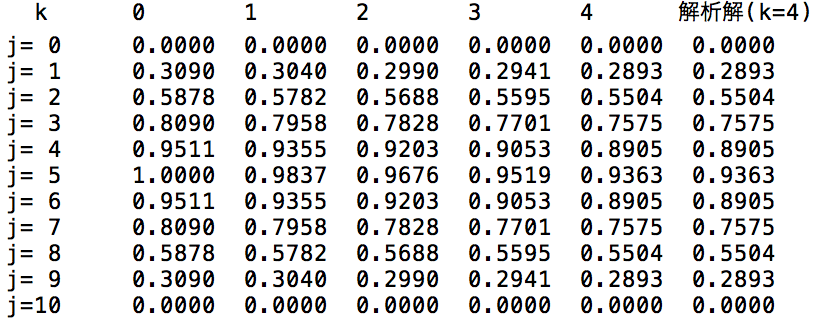 k 0 1 2 3 4 解析解(k=4)
j= 0 0.0000 0.0000 0.0000 0.0000 0.0000 0.0000
j= 1 0.3090 0.3040 0.2990 0.2941 0.2893 0.2893
j= 2 0.5878 0.5782 0.5688 0.5595 0.5504 0.5504
j= 3 0.8090 0.7958 0.7828 0.7701 0.7575 0.7575
j= 4 0.9511 0.9355 0.9203 0.9053 0.8905 0.8905
j= 5 1.0000 0.9837 0.9676 0.9519 0.9363 0.9363
j= 6 0.9511 0.9355 0.9203 0.9053 0.8905 0.8905
j= 7 0.8090 0.7958 0.7828 0.7701 0.7575 0.7575
j= 8 0.5878 0.5782 0.5688 0.5595 0.5504 0.5504
j= 9 0.3090 0.3040 0.2990 0.2941 0.2893 0.2893
j=10 0.0000 0.0000 0.0000 0.0000 0.0000 0.0000